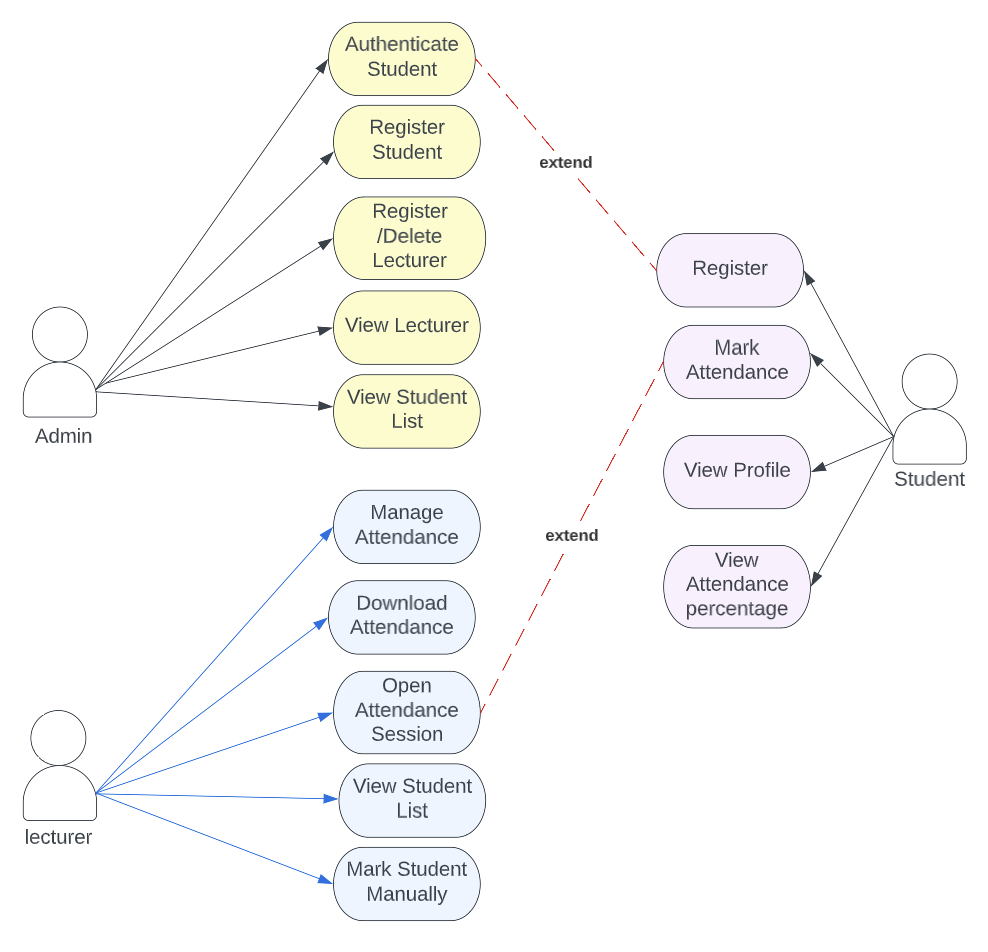 Authenticate
Student
Register
Student
Register
/Delete
Lecturer
View Lecturer
View Student
List
Admin
extend
Register
Mark
Attendance
View Profile
View
Attendance
percentage
Student
extend
Manage
Attendance
Download
Attendance
Open
Attendance
Session
View Student
List
Mark Student
Manually
lecturer